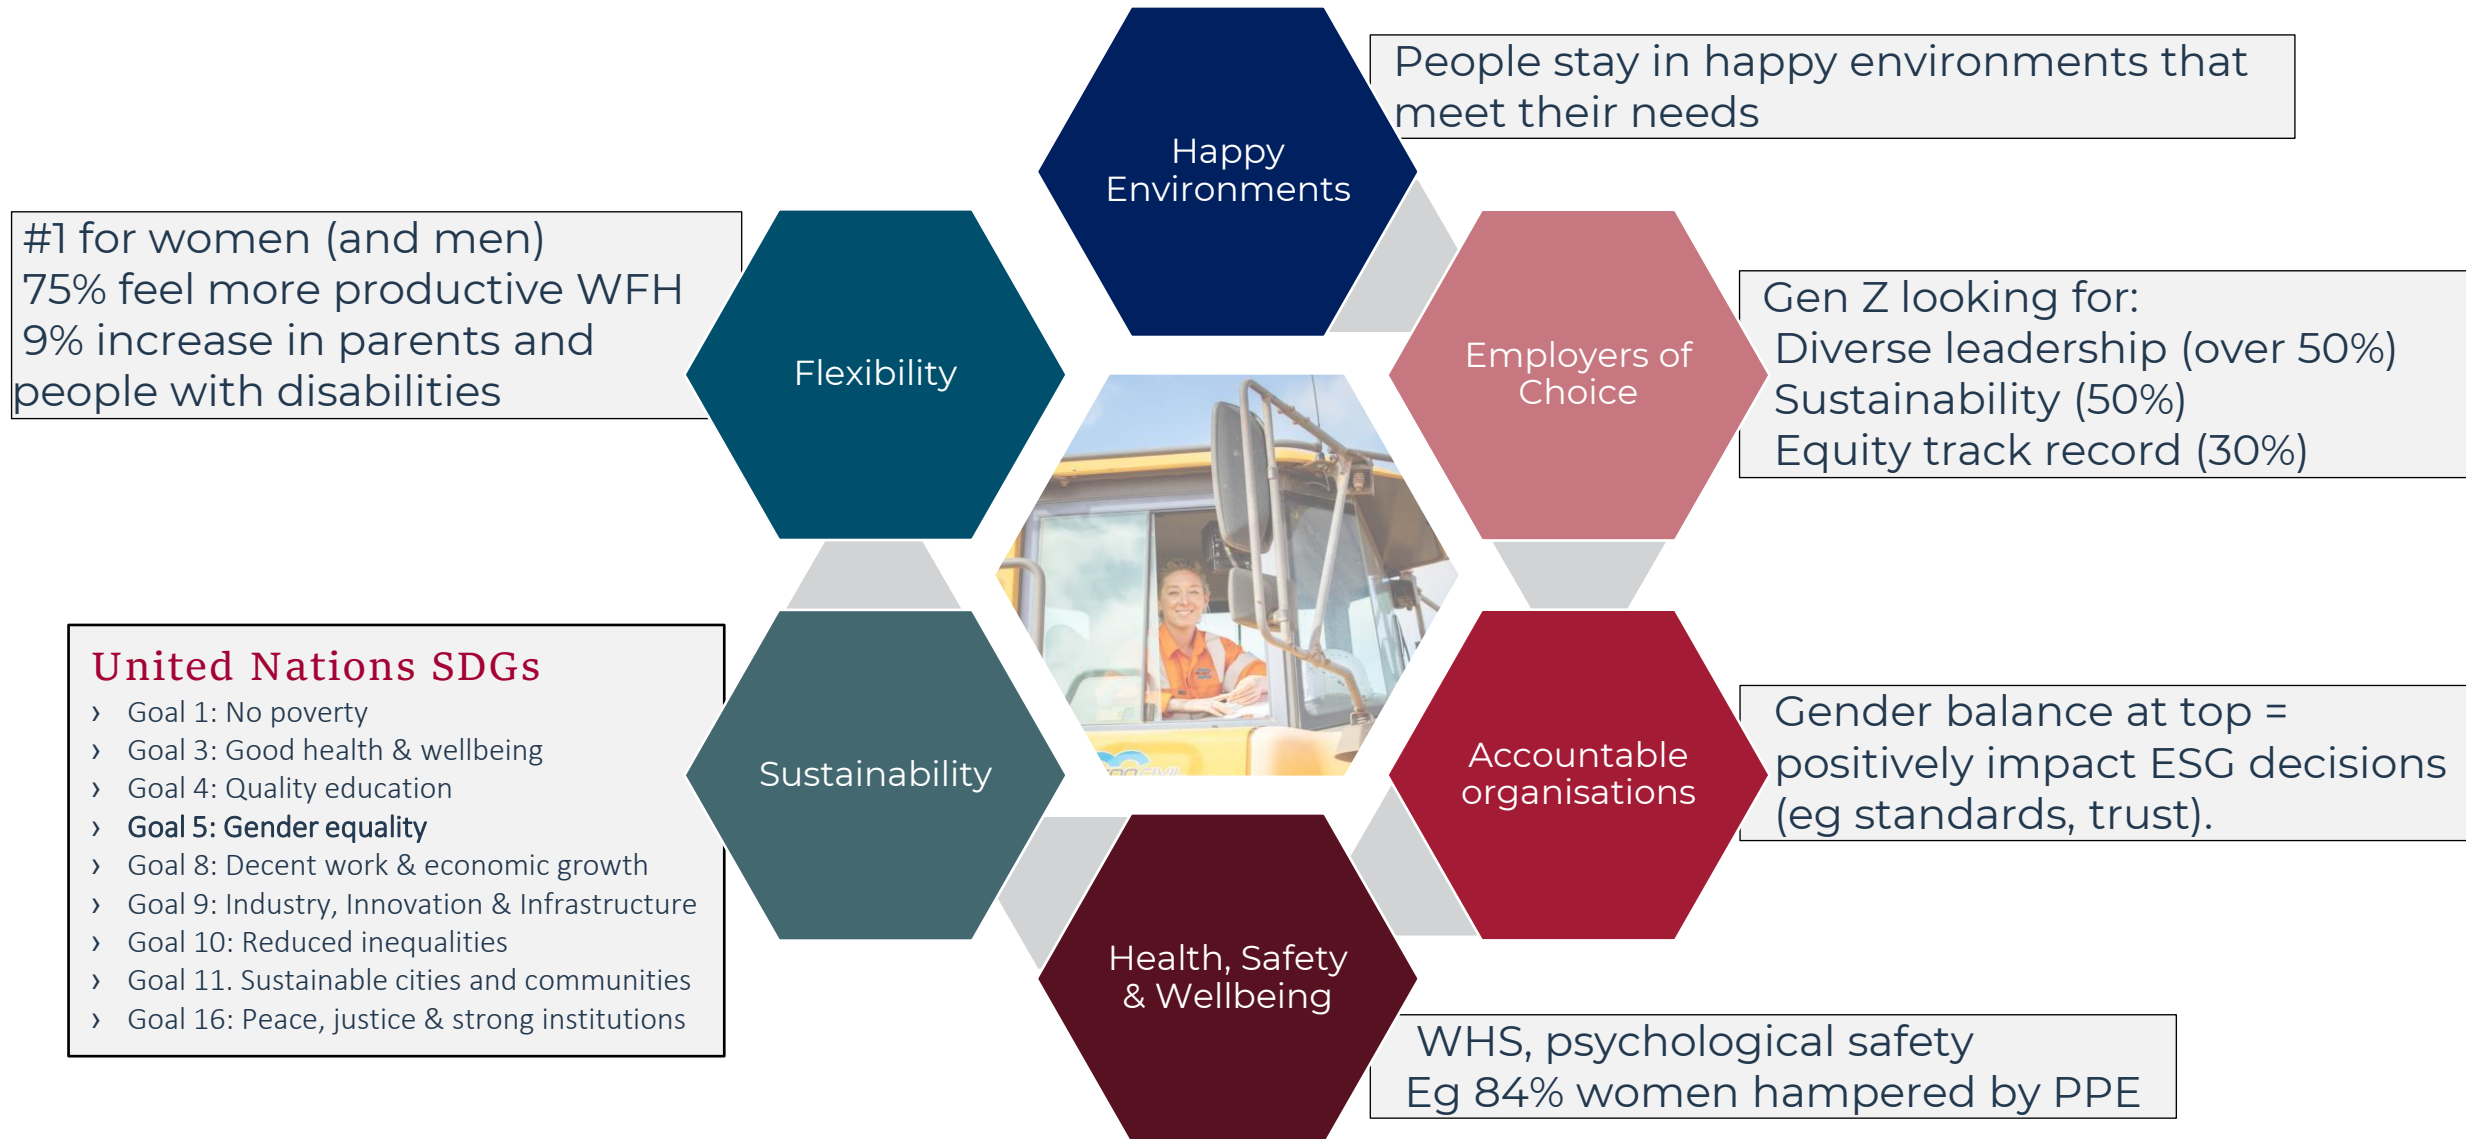 Happy
Environments
People stay in happy environments that
meet their needs
#1 for women (and men)
75% feel more productive WFH
9% increase in parents and
people with disabilities
Flexibility
Employers of
Choice
Gen Z looking for:
Diverse leadership (over 50%)
Sustainability (50%)
Equity track record (30%)
United Nations SDGs
› Goal 1: No poverty
› Goal 3: Good health & wellbeing
› Goal 4: Quality education
› Goal 5: Gender equality
› Goal 8: Decent work & economic growth
› Goal 9: Industry, Innovation & Infrastructure
› Goal 10: Reduced inequalities
› Goal 11. Sustainable cities and communities
› Goal 16: Peace, justice & strong institutions
Sustainability
Accountable
organisations
Gender balance at top =
positively impact ESG decisions
(eg standards, trust).
Health, Safety
& Wellbeing
WHS, psychological safety
Eg 84% women hampered by PPE